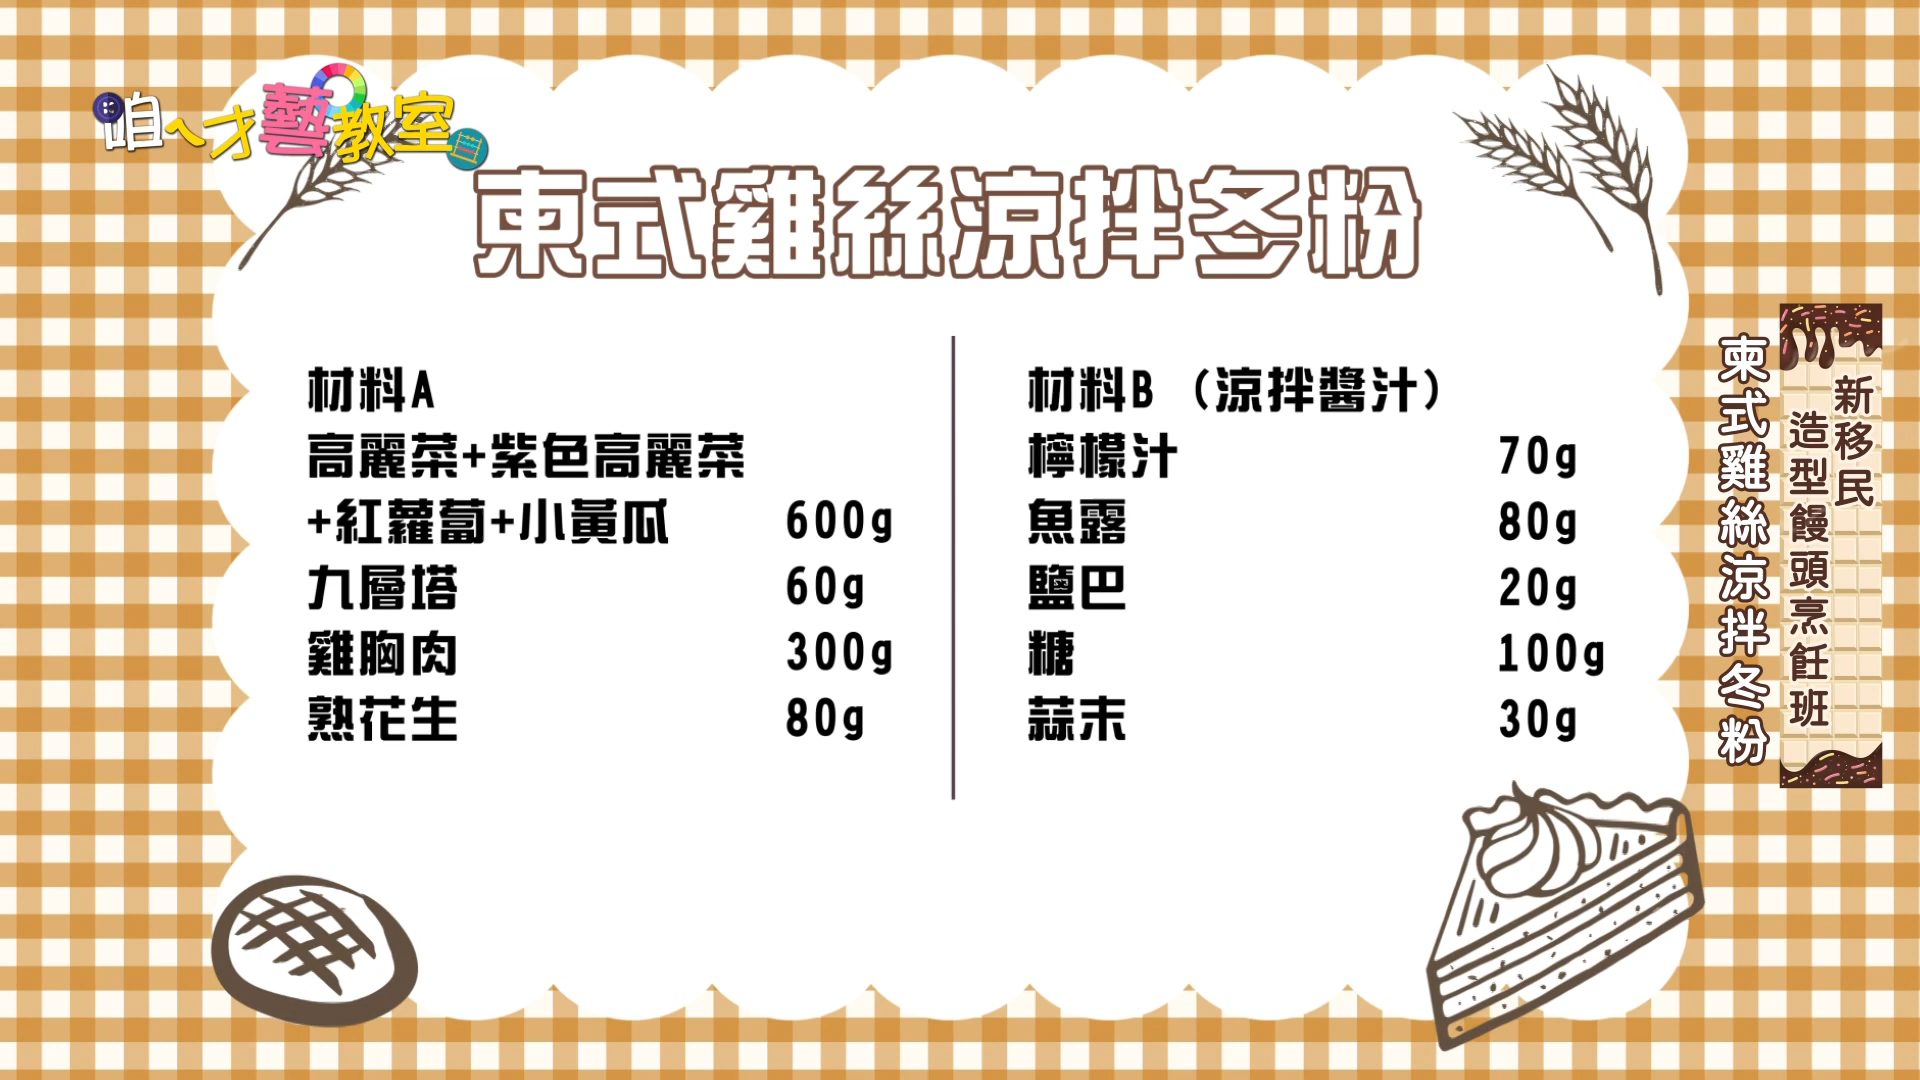 咱ㄟ才藝教室
柬式雞絲涼拌冬粉
材料A
高麗菜+紫色高麗菜
+紅蘿蔔+小黃瓜 600g
九層塔 60g
雞胸肉 300g
熟花生 80g
材料B (涼拌醬汁)
檸檬汁 70g
魚露 80g
鹽巴 20g
糖 100g
蒜末 30g
新移民
造型饅頭烹飪班
柬式雞絲涼拌冬粉